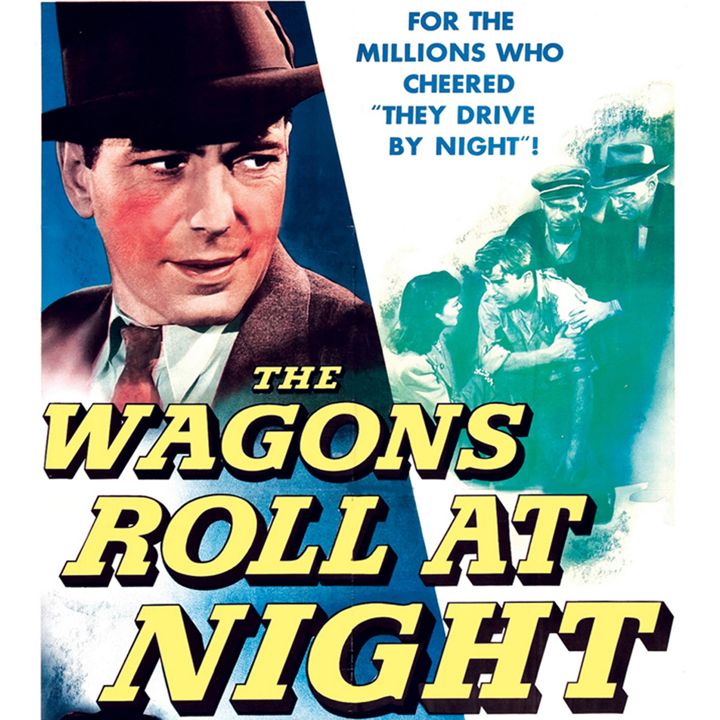 FOR THE
MILLIONS WHO
CHEERED
"THEY DRIVE
BY NIGHT"!
THE
WAGONS
ROLL AT
NIGHT